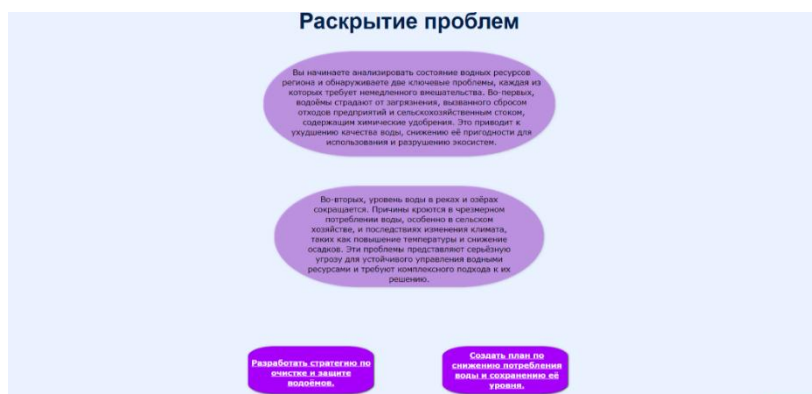 Раскрытие проблем
Вы начинаете анализировать состояние водных ресурсов
региона и обнаруживаете две ключевые проблемы, каждая из
которых требует немедленного вмешательства. Во-первых,
водоёмы страдают от загрязнения, вызванного сбросом
отходов предприятий и сельскохозяйственным стоком,
содержащим химические удобрения. Это приводит к
ухудшению качества воды, снижению её пригодности для
использования и разрушению экосистем.
Во-вторых, уровень воды в реках и озёрах
сокращается. Причины кроются в чрезмерном
потреблении воды, особенно в сельском
хозяйстве, и последствиях изменения климата,
таких как повышение температуры и снижение
осадков. Эти проблемы представляют серьёзную
угрозу для устойчивого управления водными
ресурсами и требуют комплексного подхода к их
решению.
Разработать стратегию по
очистке и защите
водоёмов.
Создать план по
снижению потребления
воды и сохранению её
уровня.